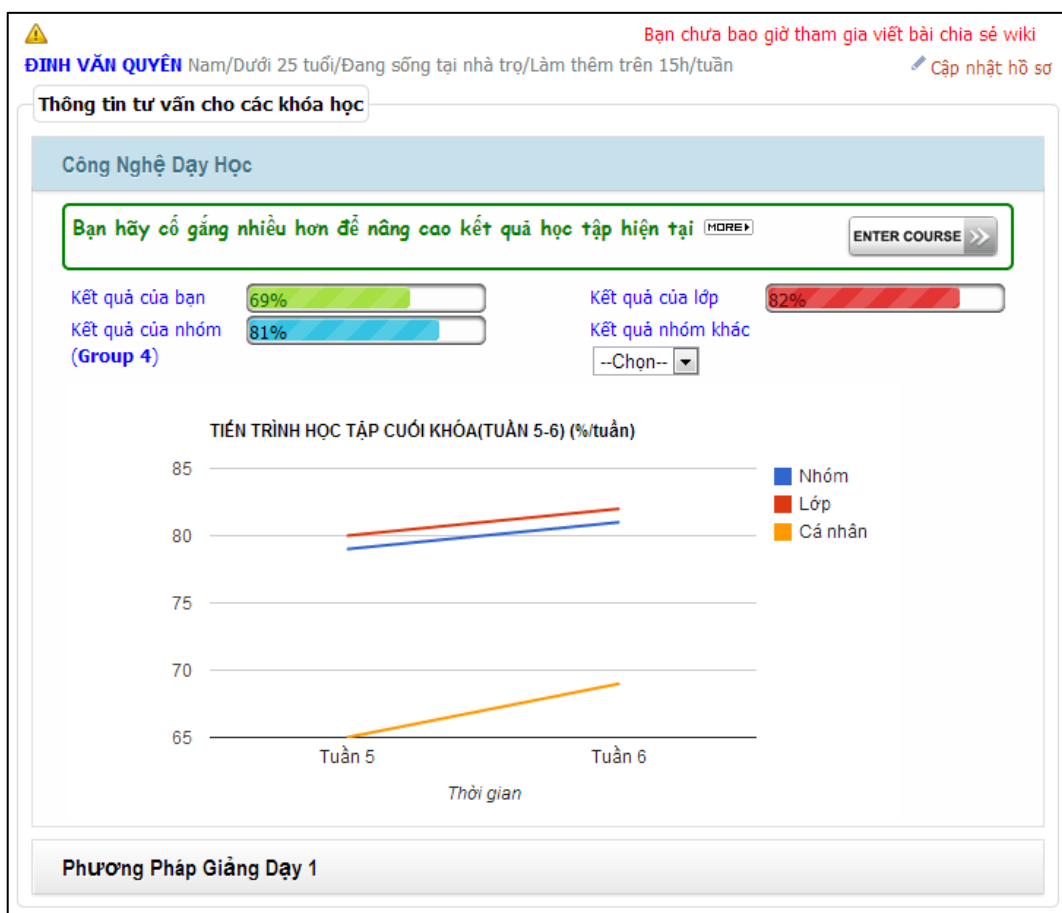 Bạn chưa bao giờ tham gia viết bài chia sẻ wiki
ĐINH VĂN QUYÊN Nam/Dưới 25 tuổi/Đang sống tại nhà trọ/Làm thêm trên 15h/tuần
Cập nhật hồ sơ
Thông tin tư vấn cho các khóa học
Công Nghệ Dạy Học
Bạn hãy cố gắng nhiều hơn để nâng cao kết quả học tập hiện tại MORE
ENTER COURSE
Kết quả của bạn 69%
Kết quả của lớp 82%
Kết quả của nhóm 81%
(Group 4)
Kết quả nhóm khác
--Chọn--
TIẾN TRÌNH HỌC TẬP CUỐI KHÓA(TUẦN 5-6) (%/tuần)
85
80
75
70
65
Nhóm
Lớp
Cá nhân
Tuần 5
Tuần 6
Thời gian
Phương Pháp Giảng Dạy 1